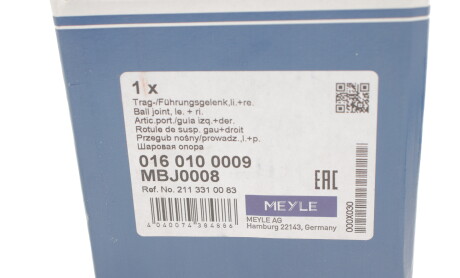 1 x
Trag-/Führungsgelenk,li.+re.
Ball joint, le. + ri.
Artic.port./guia izq.+der.
Rotule de susp. gau+droit
Przegub nośny/prowadz.,l.+p.
Шаровая опора
016 010 0009
MBJ0008
Ref. No. 211 331 00 83
EAC
MEYLE
MEYLE AG
Hamburg 22143, Germany
000X030